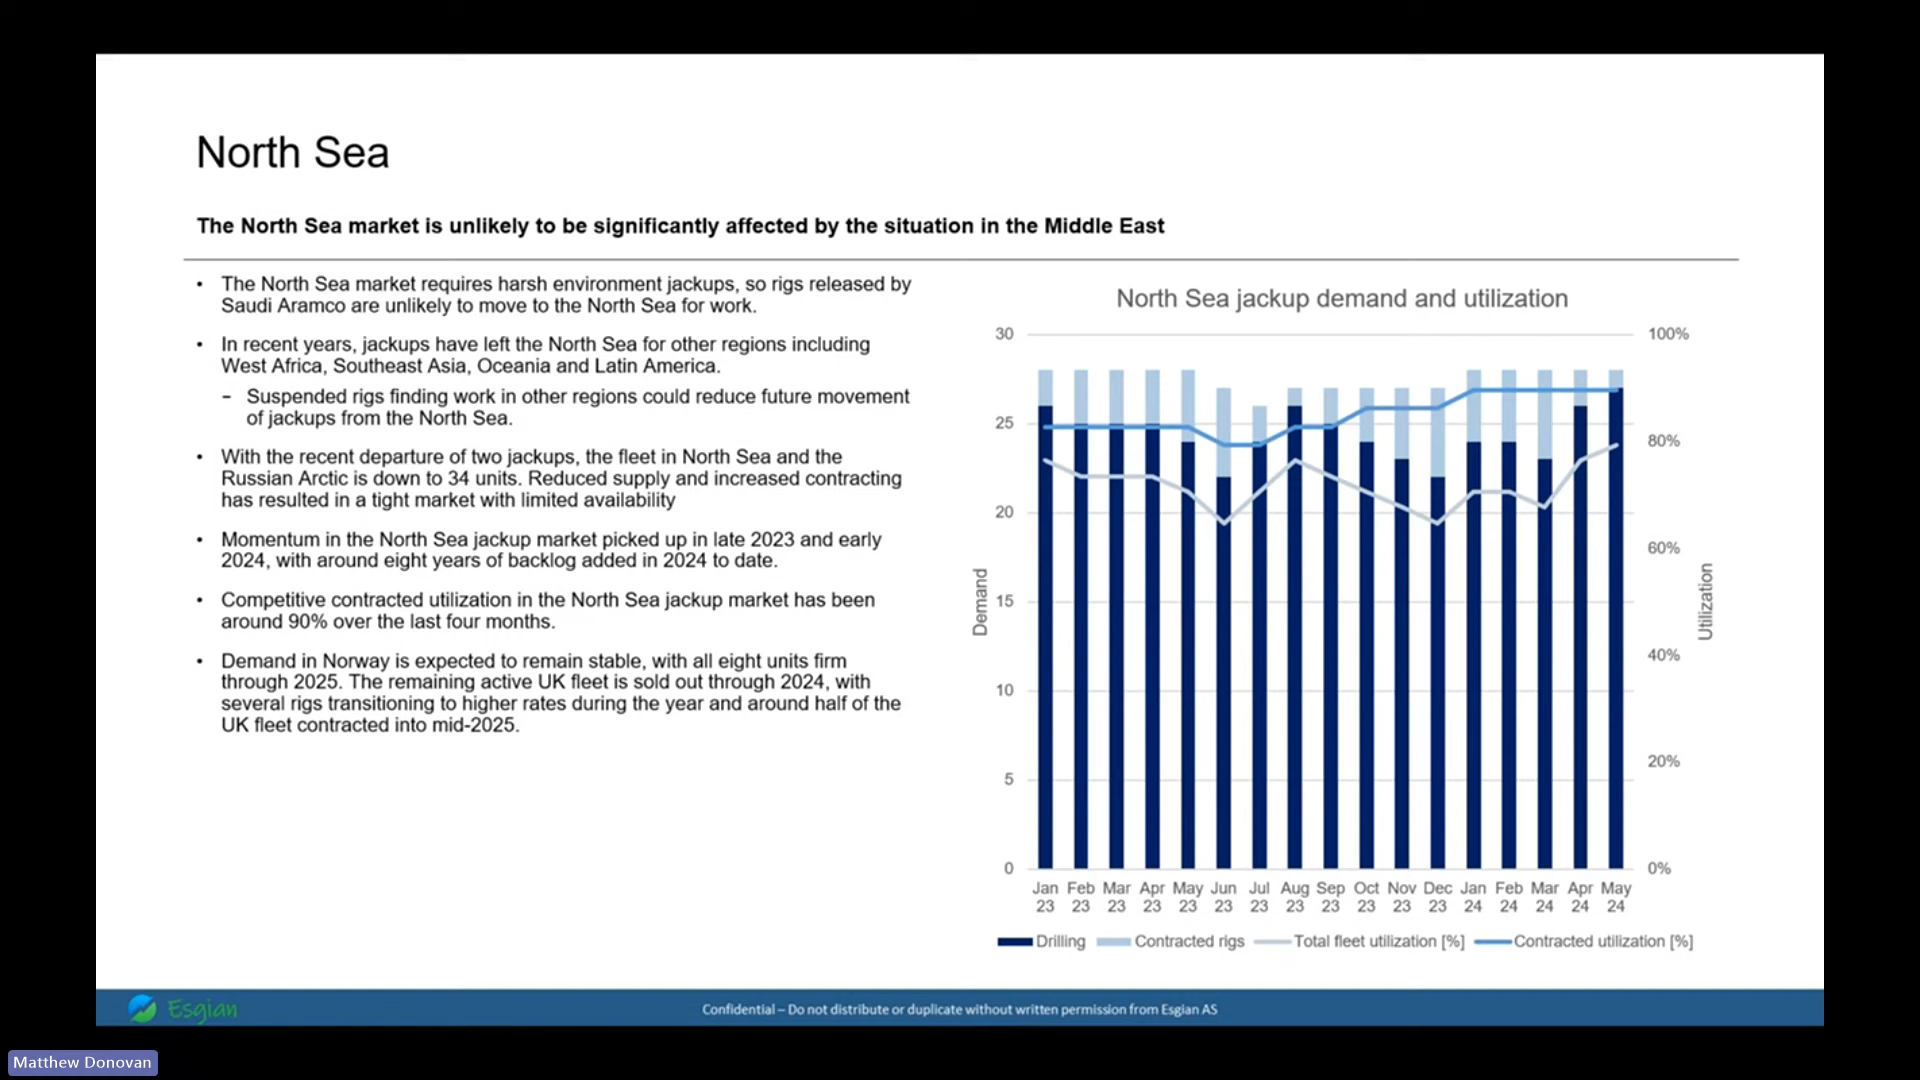 North Sea
The North Sea market is unlikely to be significantly affected by the situation in the Middle East
• The North Sea market requires harsh environment jackups, so rigs released by
Saudi Aramco are unlikely to move to the North Sea for work.
• In recent years, jackups have left the North Sea for other regions including
West Africa, Southeast Asia, Oceania and Latin America.
– Suspended rigs finding work in other regions could reduce future movement
of jackups from the North Sea.
• With the recent departure of two jackups, the fleet in North Sea and the
Russian Arctic is down to 34 units. Reduced supply and increased contracting
has resulted in a tight market with limited availability
• Momentum in the North Sea jackup market picked up in late 2023 and early
2024, with around eight years of backlog added in 2024 to date.
• Competitive contracted utilization in the North Sea jackup market has been
around 90% over the last four months.
• Demand in Norway is expected to remain stable, with all eight units firm
through 2025. The remaining active UK fleet is sold out through 2024, with
several rigs transitioning to higher rates during the year and around half of the
UK fleet contracted into mid-2025.
North Sea jackup demand and utilization
30
25
20
15
10
5
0
Demand
100%
80%
60%
40%
20%
0%
Utilization
Jan Feb Mar Apr May Jun Jul Aug Sep Oct Nov Dec Jan Feb Mar Apr May
23 23 23 23 23 23 23 23 23 23 23 23 24 24 24 24 24
Drilling Contracted rigs Total fleet utilization [%] Contracted utilization [%]
Esgian
Confidential – Do not distribute or duplicate without written permission from Esgian AS
Matthew Donovan